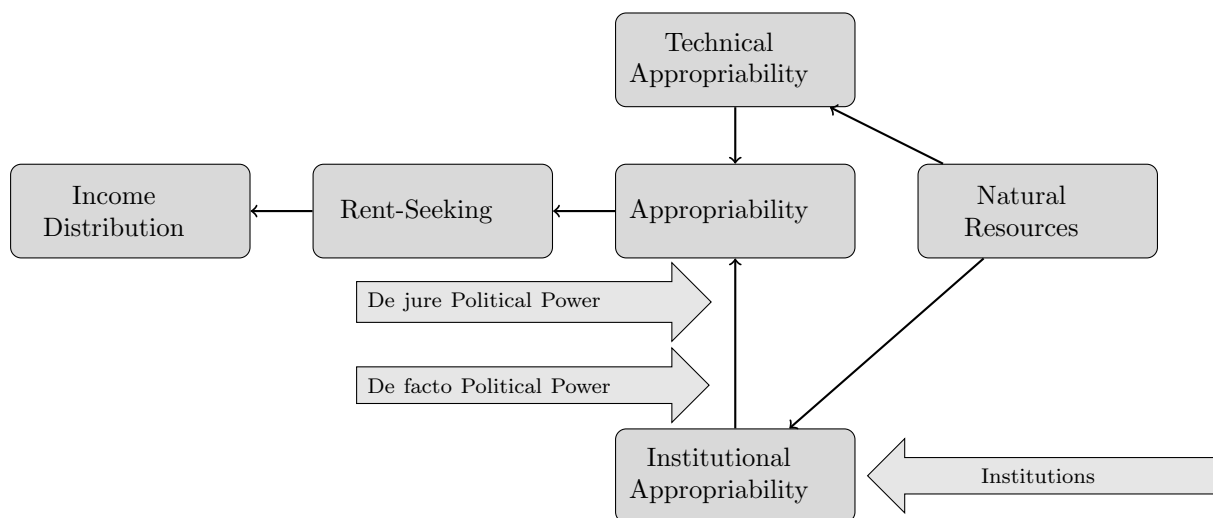 Technical
Appropriability
Income
Distribution
Rent-Seeking
Appropriability
Natural
Resources
De jure Political Power
De facto Political Power
Institutional
Appropriability
Institutions